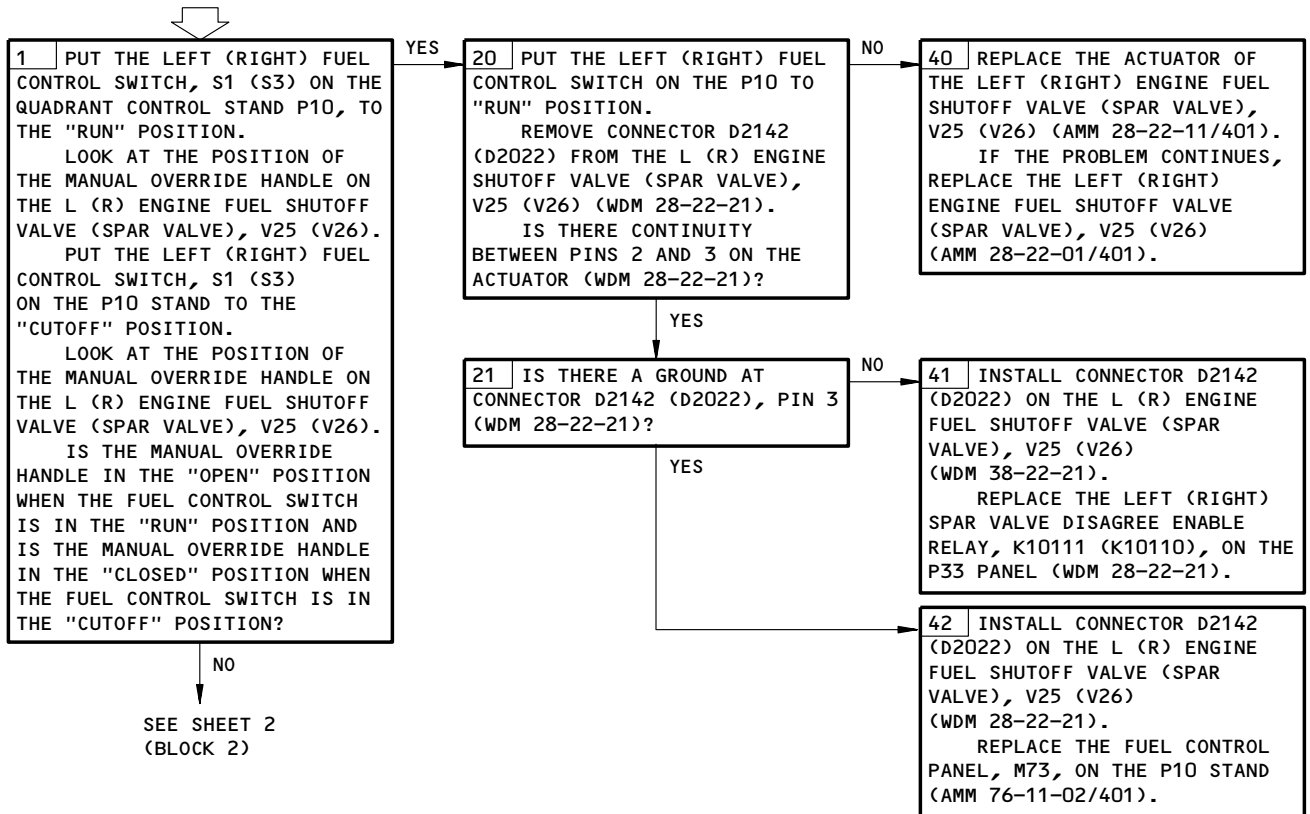 1 PUT THE LEFT (RIGHT) FUEL
CONTROL SWITCH, S1 (S3) ON THE
QUADRANT CONTROL STAND P10, TO
THE "RUN" POSITION.
LOOK AT THE POSITION OF
THE MANUAL OVERRIDE HANDLE ON
THE L (R) ENGINE FUEL SHUTOFF
VALVE (SPAR VALVE), V25 (V26).
PUT THE LEFT (RIGHT) FUEL
CONTROL SWITCH, S1 (S3)
ON THE P10 STAND TO THE
"CUTOFF" POSITION.
LOOK AT THE POSITION OF
THE MANUAL OVERRIDE HANDLE ON
THE L (R) ENGINE FUEL SHUTOFF
VALVE (SPAR VALVE), V25 (V26).
IS THE MANUAL OVERRIDE
HANDLE IN THE "OPEN" POSITION
WHEN THE FUEL CONTROL SWITCH
IS IN THE "RUN" POSITION AND
IS THE MANUAL OVERRIDE HANDLE
IN THE "CLOSED" POSITION WHEN
THE FUEL CONTROL SWITCH IS IN
THE "CUTOFF" POSITION?
NO
SEE SHEET 2
(BLOCK 2)
YES
20 PUT THE LEFT (RIGHT) FUEL
CONTROL SWITCH ON THE P10 TO
"RUN" POSITION.
REMOVE CONNECTOR D2142
(D2022) FROM THE L (R) ENGINE
SHUTOFF VALVE (SPAR VALVE),
V25 (V26) (WDM 28-22-21).
IS THERE CONTINUITY
BETWEEN PINS 2 AND 3 ON THE
ACTUATOR (WDM 28-22-21)?
YES
21 IS THERE A GROUND AT
CONNECTOR D2142 (D2022), PIN 3
(WDM 28-22-21)?
YES
NO
40 REPLACE THE ACTUATOR OF
THE LEFT (RIGHT) ENGINE FUEL
SHUTOFF VALVE (SPAR VALVE),
V25 (V26) (AMM 28-22-11/401).
IF THE PROBLEM CONTINUES,
REPLACE THE LEFT (RIGHT)
ENGINE FUEL SHUTOFF VALVE
(SPAR VALVE), V25 (V26)
(AMM 28-22-01/401).
NO
41 INSTALL CONNECTOR D2142
(D2022) ON THE L (R) ENGINE
FUEL SHUTOFF VALVE (SPAR
VALVE), V25 (V26)
(WDM 38-22-21).
REPLACE THE LEFT (RIGHT)
SPAR VALVE DISAGREE ENABLE
RELAY, K10111 (K10110), ON THE
P33 PANEL (WDM 28-22-21).
42 INSTALL CONNECTOR D2142
(D2022) ON THE L (R) ENGINE
FUEL SHUTOFF VALVE (SPAR
VALVE), V25 (V26)
(WDM 28-22-21).
REPLACE THE FUEL CONTROL
PANEL, M73, ON THE P10 STAND
(AMM 76-11-02/401).